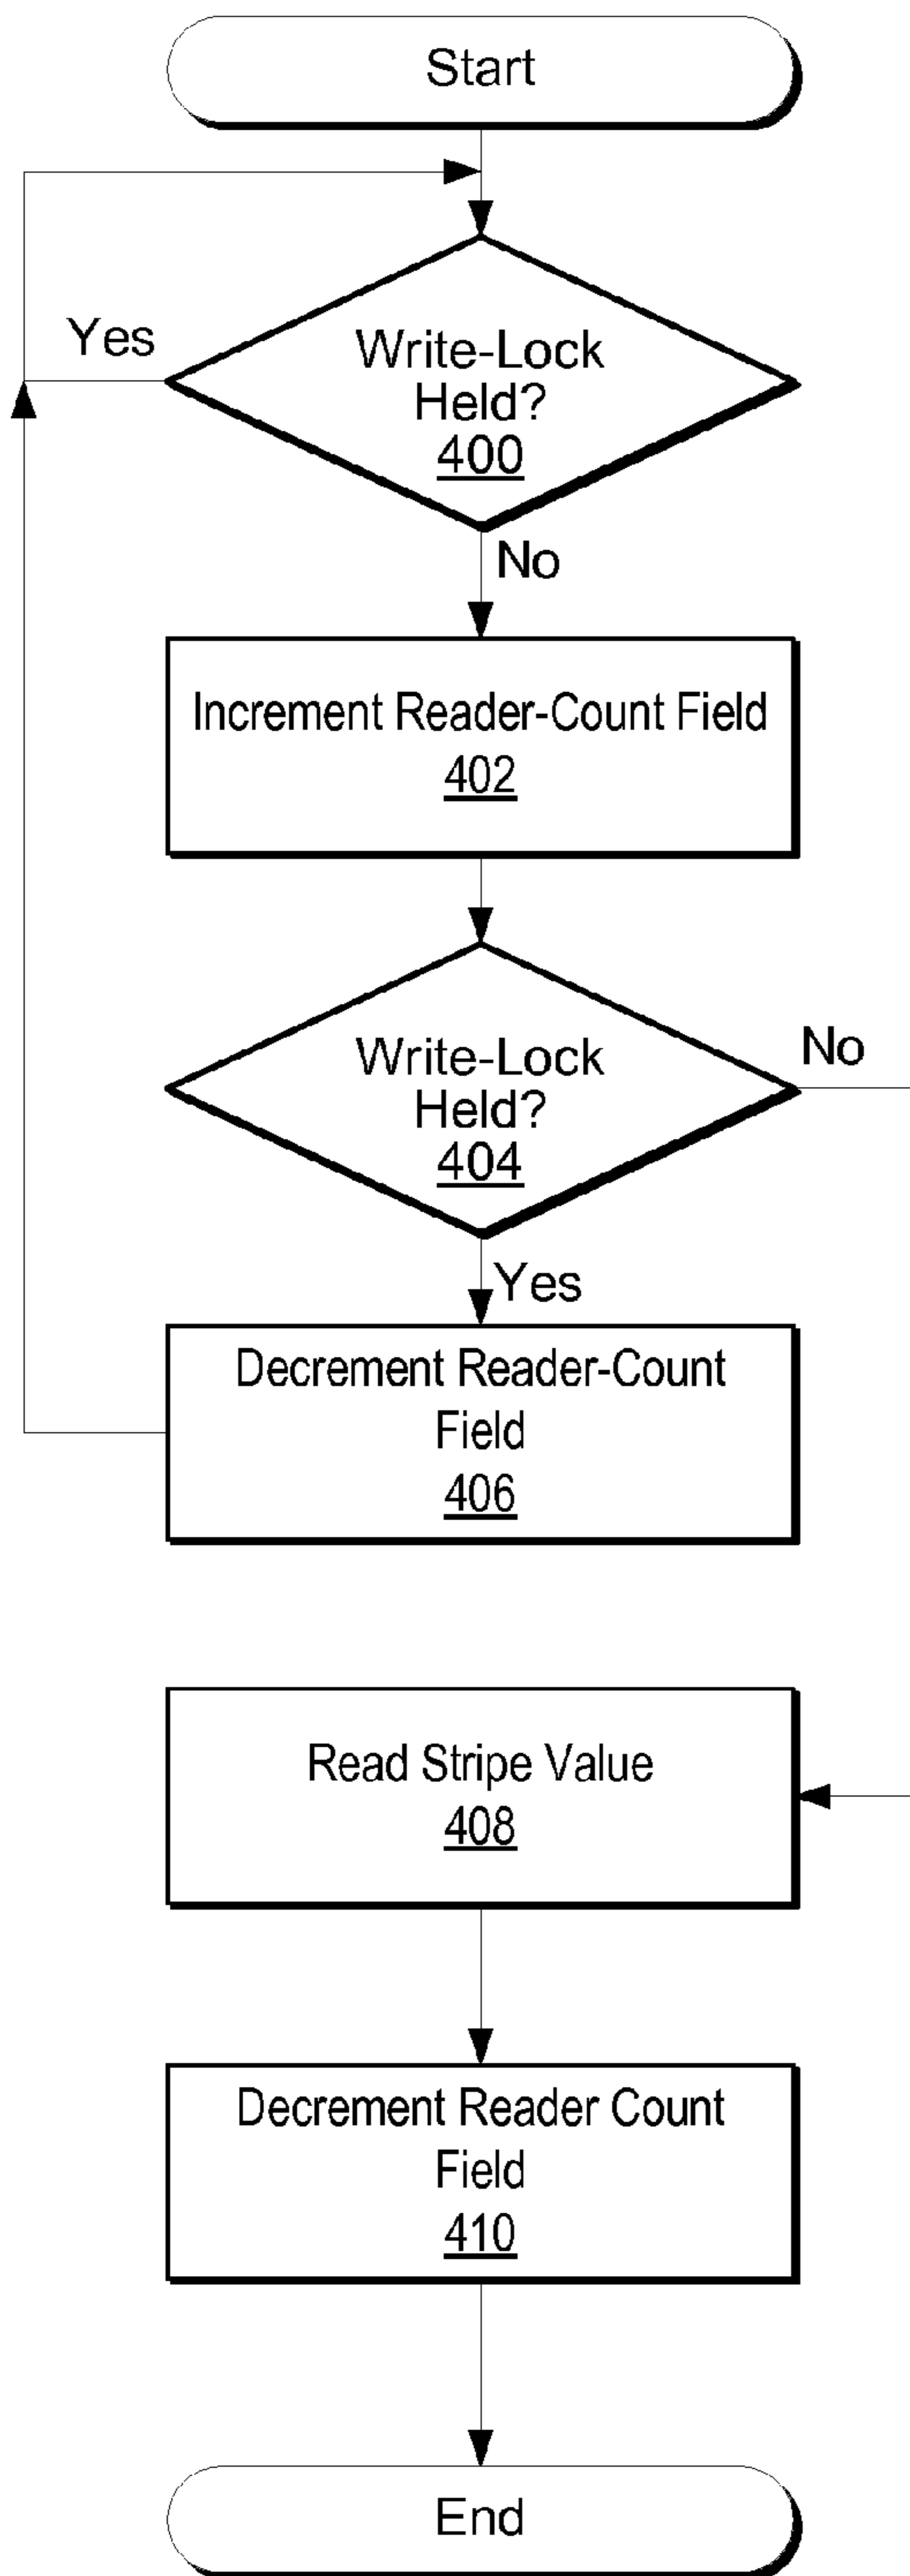 Start
Yes
Write-Lock
Held?
400
No
Increment Reader-Count Field
402
Write-Lock
Held?
404
No
Yes
Decrement Reader-Count
Field
406
Read Stripe Value
408
Decrement Reader Count
Field
410
End